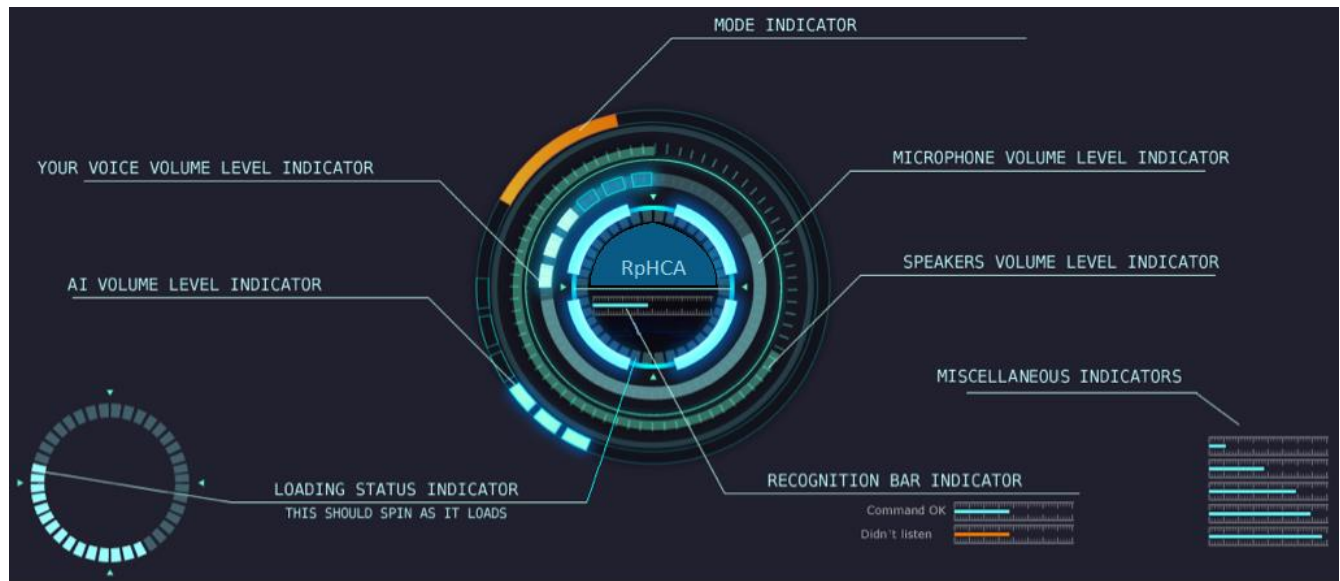 MODE INDICATOR
YOUR VOICE VOLUME LEVEL INDICATOR
MICROPHONE VOLUME LEVEL INDICATOR
RpHCA
SPEAKERS VOLUME LEVEL INDICATOR
AI VOLUME LEVEL INDICATOR
MISCELLANEOUS INDICATORS
LOADING STATUS INDICATOR
THIS SHOULD SPIN AS IT LOADS
RECOGNITION BAR INDICATOR
Command OK
Didn't listen